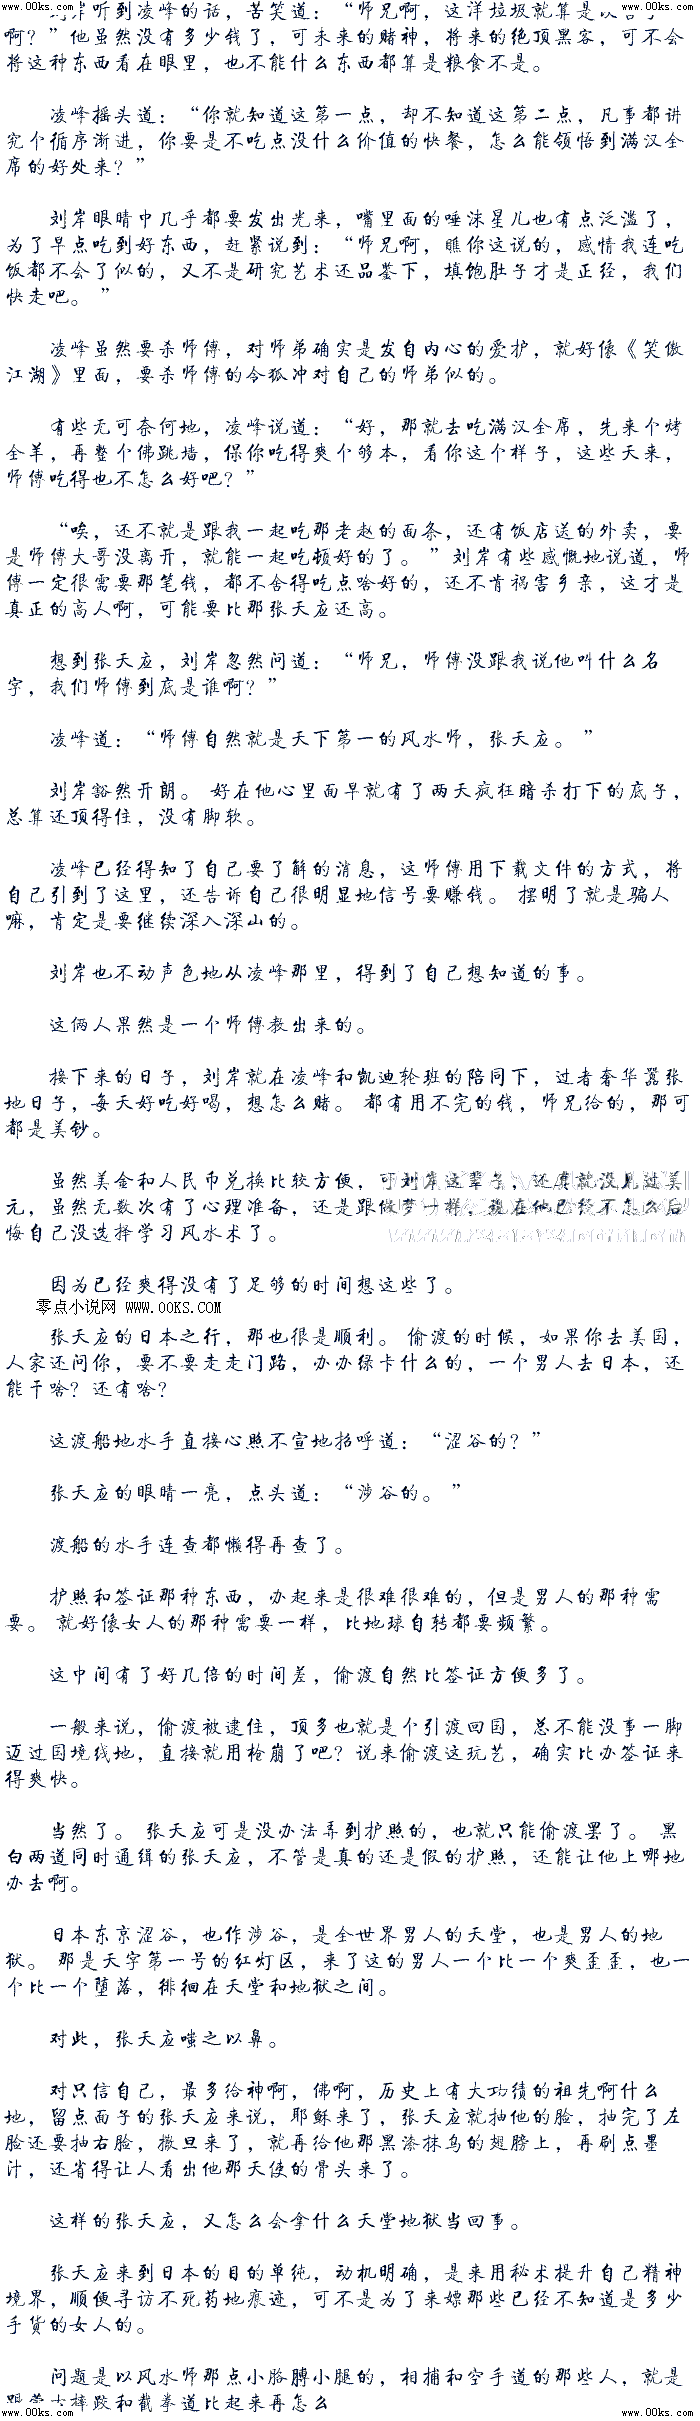 www.00ks.com www.00ks.com
刘岸听到凌峰的话，苦笑道：“师兄啊，这洋垃圾就算是
啊？”他虽然没有多少钱了，可未来的赌神，将来的绝顶黑客，可不会
将这种东西看在眼里，也不能什么东西都算是粮食不是。
凌峰摇头道：“你就知道这第一点，却不知道这第二点，凡事都讲
究个循序渐进，你要是不吃点没什么价值的快餐，怎么能领悟到满汉全
席的好处来？”
刘岸眼睛中几乎都要发出光来，嘴里面的唾沫星儿也有点泛滥了，
为了早点吃到好东西，赶紧说到：“师兄啊，瞧你这说的，感情我连吃
饭都不会了似的，又不是研究艺术还品鉴下，填饱肚子才是正经，我们
快走吧。”
凌峰虽然要杀师傅，对师弟确实是发自内心的爱护，就好像《笑傲
江湖》里面，要杀师傅的令狐冲对自己的师弟似的。
有些无可奈何地，凌峰说道：“好，那就去吃满汉全席，先来个烤
全羊，再整个佛跳墙，保你吃得爽个够本，看你这个样子，这些天来，
师傅吃得也不怎么好吧？”
“唉，还不就是跟我一起吃那老赵的面条，还有饭店送的外卖，要
是师傅大哥没离开，就能一起吃顿好的了。”刘岸有些感慨地说道，师
傅一定很需要那笔钱，都不舍得吃点啥好的，还不肯祸害乡亲，这才是
真正的高人啊，可能要比那张天应还高。
想到张天应，刘岸忽然问道：“师兄，师傅没跟我说他叫什么名
字，我们师傅到底是谁啊？”
凌峰道：“师傅自然就是天下第一的风水师，张天应。”
刘岸豁然开朗。 好在他心里面早就有了两天疯狂暗杀打下的底子，
总算还顶得住，没有脚软。
凌峰已经得知了自己要了解的消息，这师傅用下载文件的方式，将
自己引到了这里，还告诉自己很明显地信号要赚钱。 摆明了就是骗人
嘛，肯定是要继续深入深山的。
刘岸也不动声色地从凌峰那里，得到了自己想知道的事。
这俩人果然是一个师傅教出来的。
接下来的日子，刘岸就在凌峰和凯迪轮班的陪同下，过者奢华嚣张
地日子，每天好吃好喝，想怎么赌。 都有用不完的钱，师兄给的，那可
都是美钞。
虽然美金和人民币兑换比较方便，可刘岸这辈子，还真就没见过美
元，虽然无数次有了心理准备，还是跟做梦一样，现在他已经不怎么后
悔自己没选择学习风水术了。
因为已经爽得没有了足够的时间想这些了。
零点小说网 www.00KS.COM
张天应的日本之行，那也很是顺利。 偷渡的时候，如果你去美国，
人家还问你，要不要走走门路，办办绿卡什么的，一个男人去日本，还
能干啥？还有啥？
这渡船地水手直接心照不宣地招呼道：“涩谷的？”
张天应的眼睛一亮，点头道：“涉谷的。”
渡船的水手连查都懒得再查了。
护照和签证那种东西，办起来是很难很难的，但是男人的那种需
要。 就好像女人的那种需要一样，比地球自转都要频繁。
这中间有了好几倍的时间差，偷渡自然比签证方便多了。
一般来说，偷渡被逮住，顶多也就是个引渡回国，总不能没事一脚
迈过国境线地，直接就用枪崩了吧？说来偷渡这玩艺，确实比办签证来
得爽快。
当然了。 张天应可是没办法弄到护照的，也就只能偷渡罢了。 黑
白两道同时通缉的张天应，不管是真的还是假的护照，还能让他上哪地
办去啊。
日本东京涩谷，也作涉谷，是全世界男人的天堂，也是男人的地
狱。 那是天字第一号的红灯区，来了这的男人一个比一个爽歪歪，也一
个比一个堕落，徘徊在天堂和地狱之间。
对此，张天应嗤之以鼻。
对只信自己，最多给神啊，佛啊，历史上有大功绩的祖先啊什么
地，留点面子的张天应来说，耶稣来了，张天应就抽他的脸，抽完了左
脸还要抽右脸，撒旦来了，就再给他那黑漆抹乌的翅膀上，再刷点墨
汁，还省得让人看出他那天使的骨头来了。
这样的张天应，又怎么会拿什么天堂地狱当回事。
张天应来到日本的目的单纯，动机明确，是来用秘术提升自己精神
境界，顺便寻访不死药地痕迹，可不是为了来嫖那些已经不知道是多少
手货的女人的。
问题是以风水师那点小胳膊小腿的，相捕和空手道的那些人，就是
跟蒙古摔跤和截拳道比起来再怎么
www.00ks.com www.00ks.com